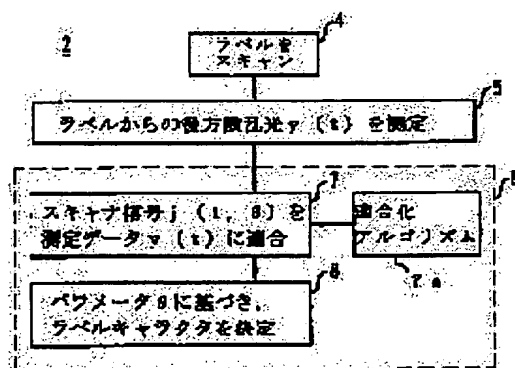 2
4
ラベルを
スキャン
5
ラベルからの後方散乱光y(t)を測定
7
スキャナ信号j(t,θ)を
測定データy(t)に適合
適合化
アルゴリズム
7a
8
パラメータθに基づき、
ラベルキャラクタを決定